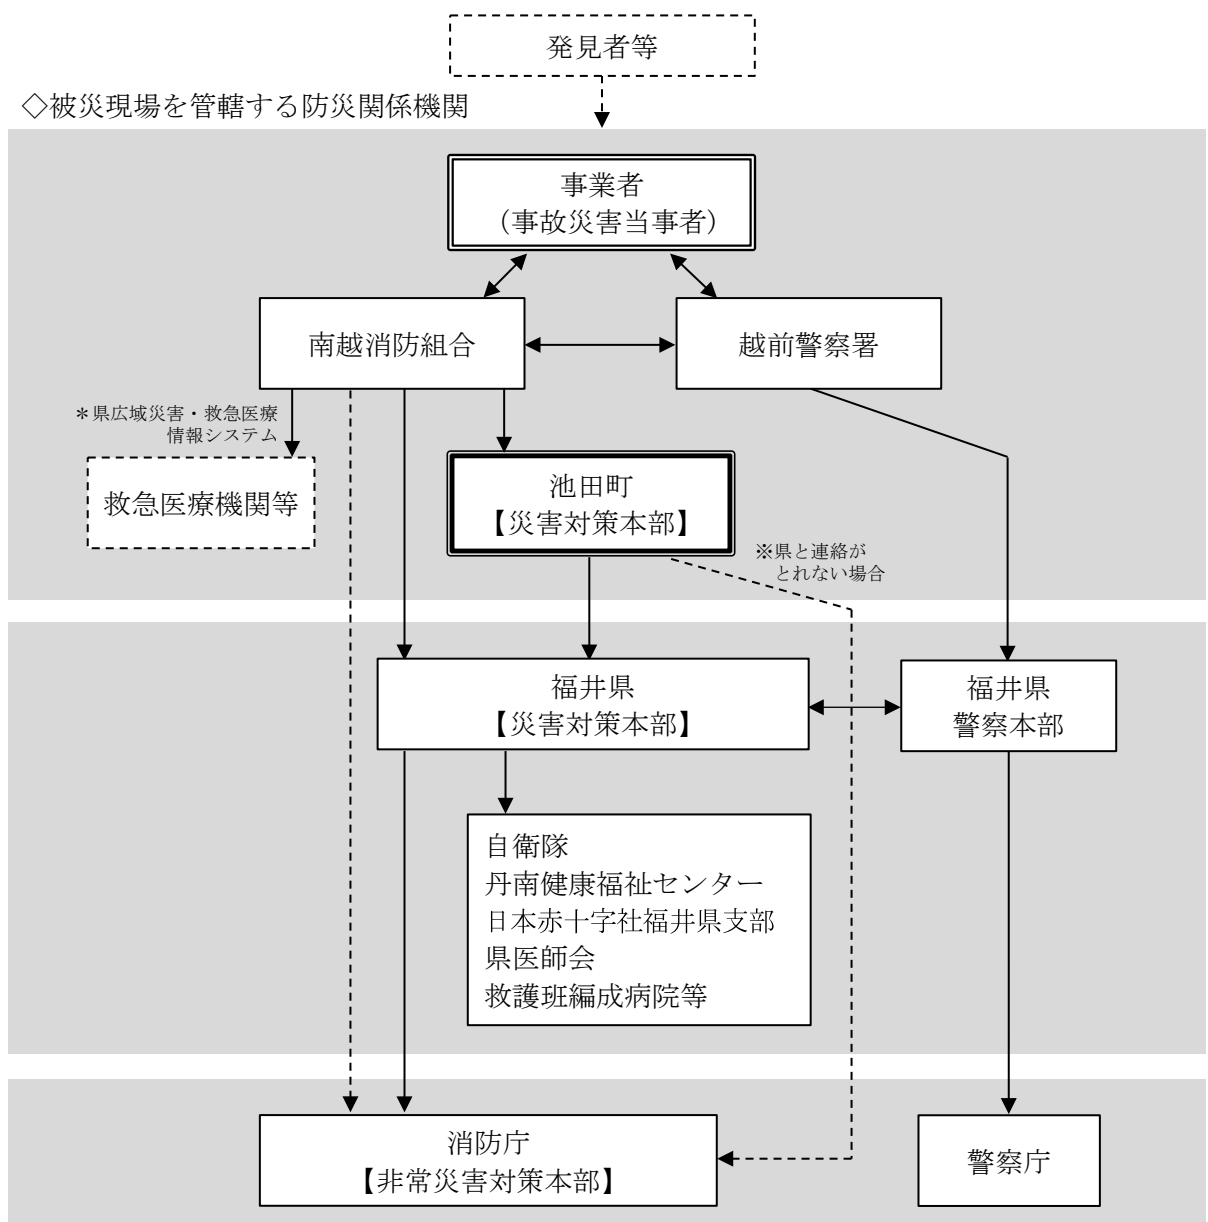 発見者等
◇被災現場を管轄する防災関係機関
事業者
（事故災害当事者）
南越消防組合
越前警察署
＊県広域災害・救急医療
情報システム
救急医療機関等
池田町
【災害対策本部】
※県と連絡が
とれない場合
福井県
【災害対策本部】
福井県
警察本部
自衛隊
丹南健康福祉センター
日本赤十字社福井県支部
県医師会
救護班編成病院等
消防庁
【非常災害対策本部】
警察庁